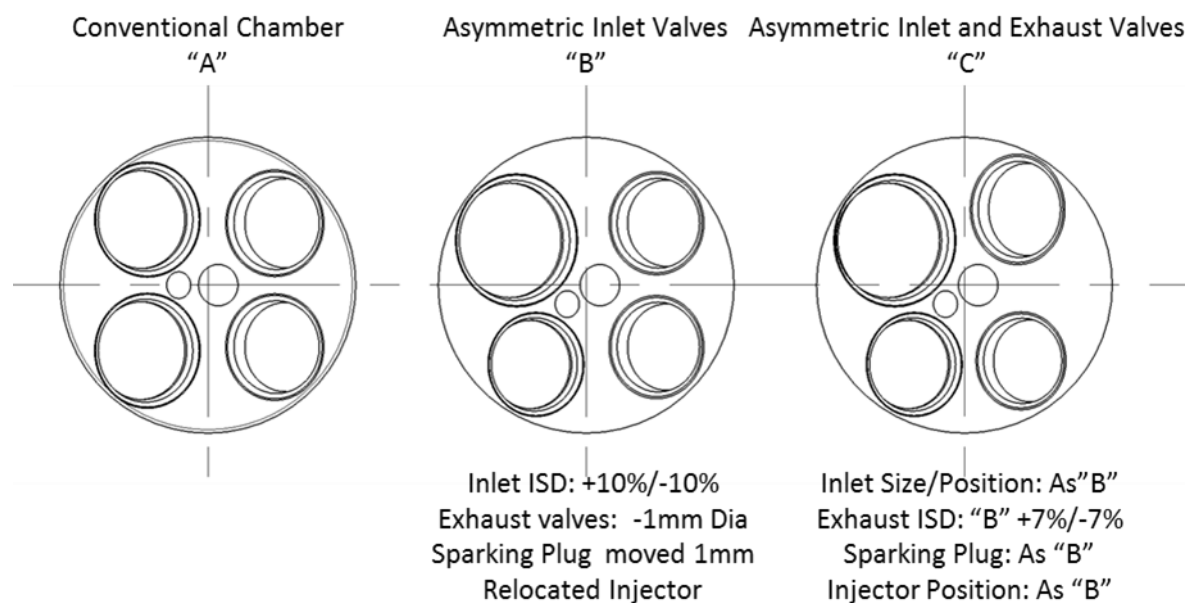 Conventional Chamber
“A”
Asymmetric Inlet Valves
“B”
Asymmetric Inlet and Exhaust Valves
“C”
Inlet ISD: +10%/-10%
Exhaust valves:  -1mm Dia
Sparking Plug  moved 1mm
Relocated Injector
Inlet Size/Position: As”B”
Exhaust ISD: “B” +7%/-7%
Sparking Plug: As “B”
Injector Position: As “B”